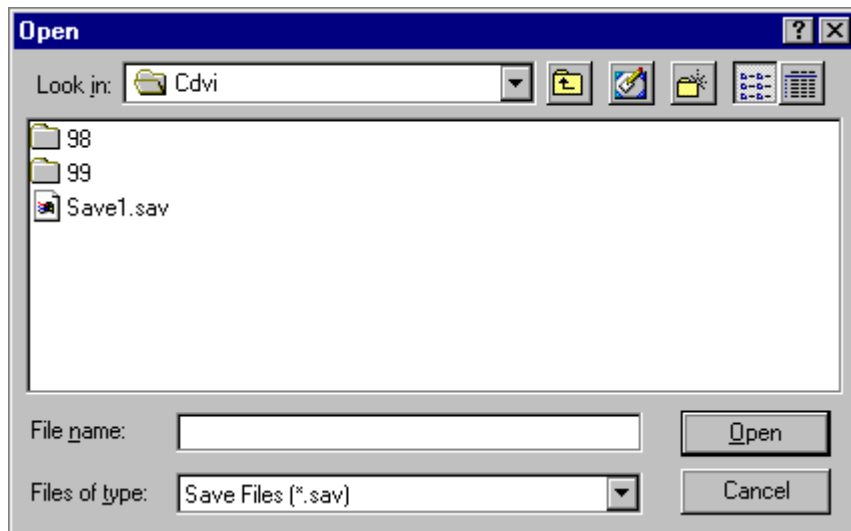 Open
Look in: Cdvi
98
99
Save1.sav
File name: Open
Files of type: Save Files (*.sav) Cancel